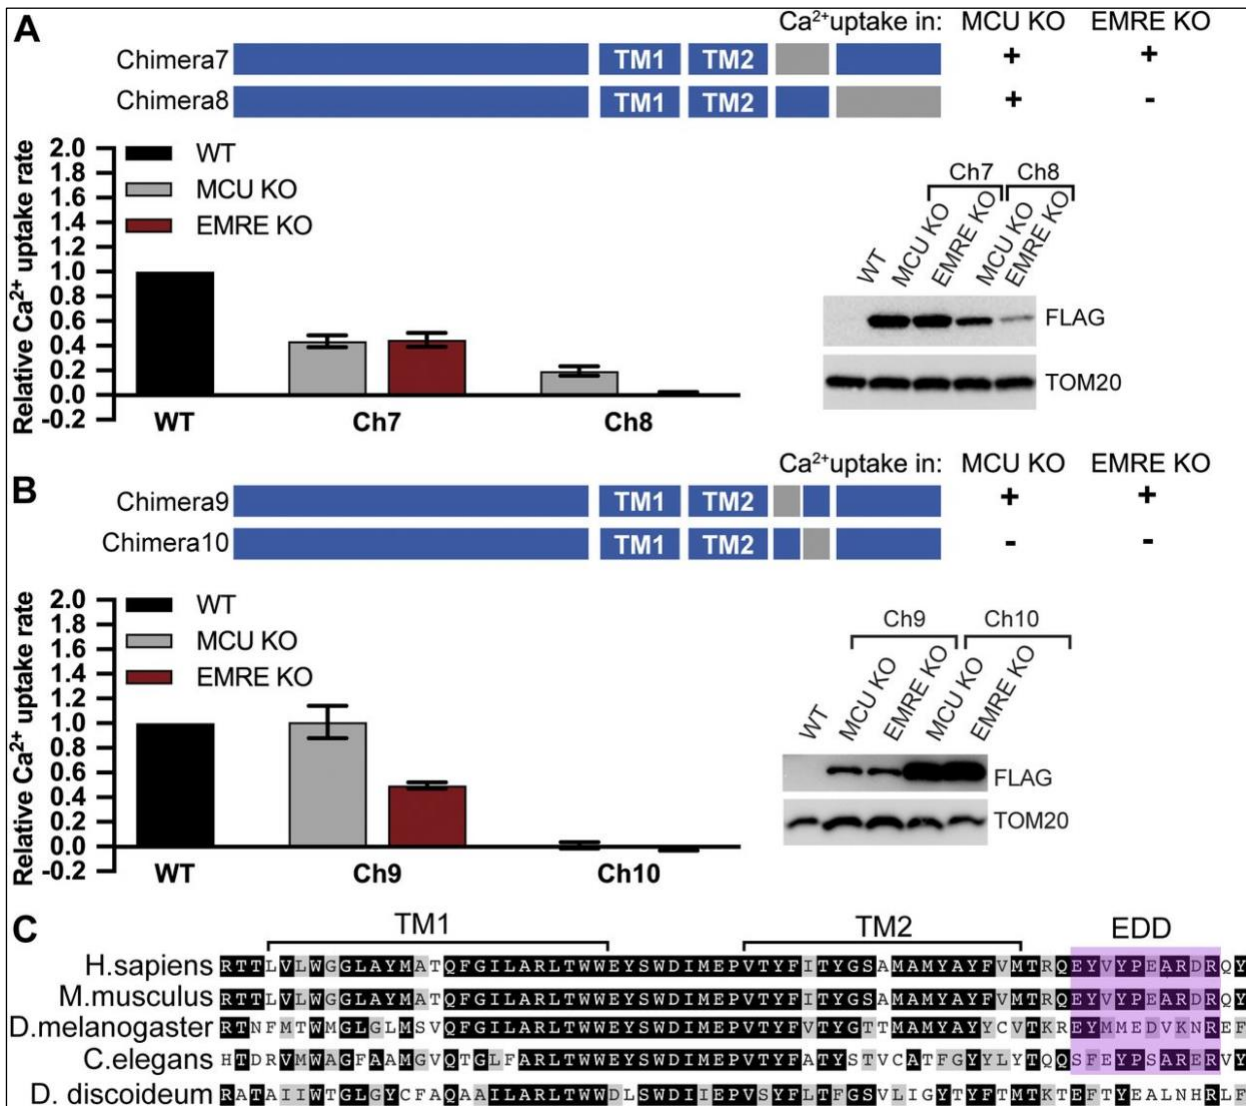 A
Ca2+uptake in: MCU KO EMRE KO
Chimera7 TM1 TM2 + +
Chimera8 TM1 TM2 + -
Relative Ca2+ uptake rate
2.0
1.8
1.6
1.4
1.2
1.0
0.8
0.6
0.4
0.2
0.0
-0.2
WT
MCU KO
EMRE KO
WT Ch7 Ch8
Ch7 Ch8
WT MCU KO EMRE KO MCU KO EMRE KO
FLAG
TOM20
B
Ca2+uptake in: MCU KO EMRE KO
Chimera9 TM1 TM2 + +
Chimera10 TM1 TM2 - -
Relative Ca2+ uptake rate
2.0
1.8
1.6
1.4
1.2
1.0
0.8
0.6
0.4
0.2
0.0
-0.2
WT
MCU KO
EMRE KO
WT Ch9 Ch10
Ch9 Ch10
WT MCU KO EMRE KO MCU KO EMRE KO
FLAG
TOM20
C
TM1 TM2 EDD
H.sapiens RTTLVLWGGLAYMATQFGILARLTWWEYSWDIMEPVTYFITYGSAMAMYAYFVMTRQEYVYPEARDRQY
M.musculus RTTLVLWGGLAYMATQFGILARLTWWEYSWDIMEPVTYFITYGSAMAMYAYFVMTRQEYVYPEARDRQY
D.melanogaster RTNFMTWMGLGLMSVQFGILARLTWWEYSWDIMEPVTYFVTYGTTMAMYAYYCVTKREYMMEDVKNREF
C.elegans HTDRVMWAGFAAMGVQTGLFARLTWWEYSWDIMEPVTYFATYSTVCATFGYYLYTQQSFEYPSARERVY
D. discoideum RATAIIWTGLGYCFAQAAILARLTWWDLSWDIIEPVSYFLTFGSVLIGYTYFTMTKTEFTYEALNHRLF